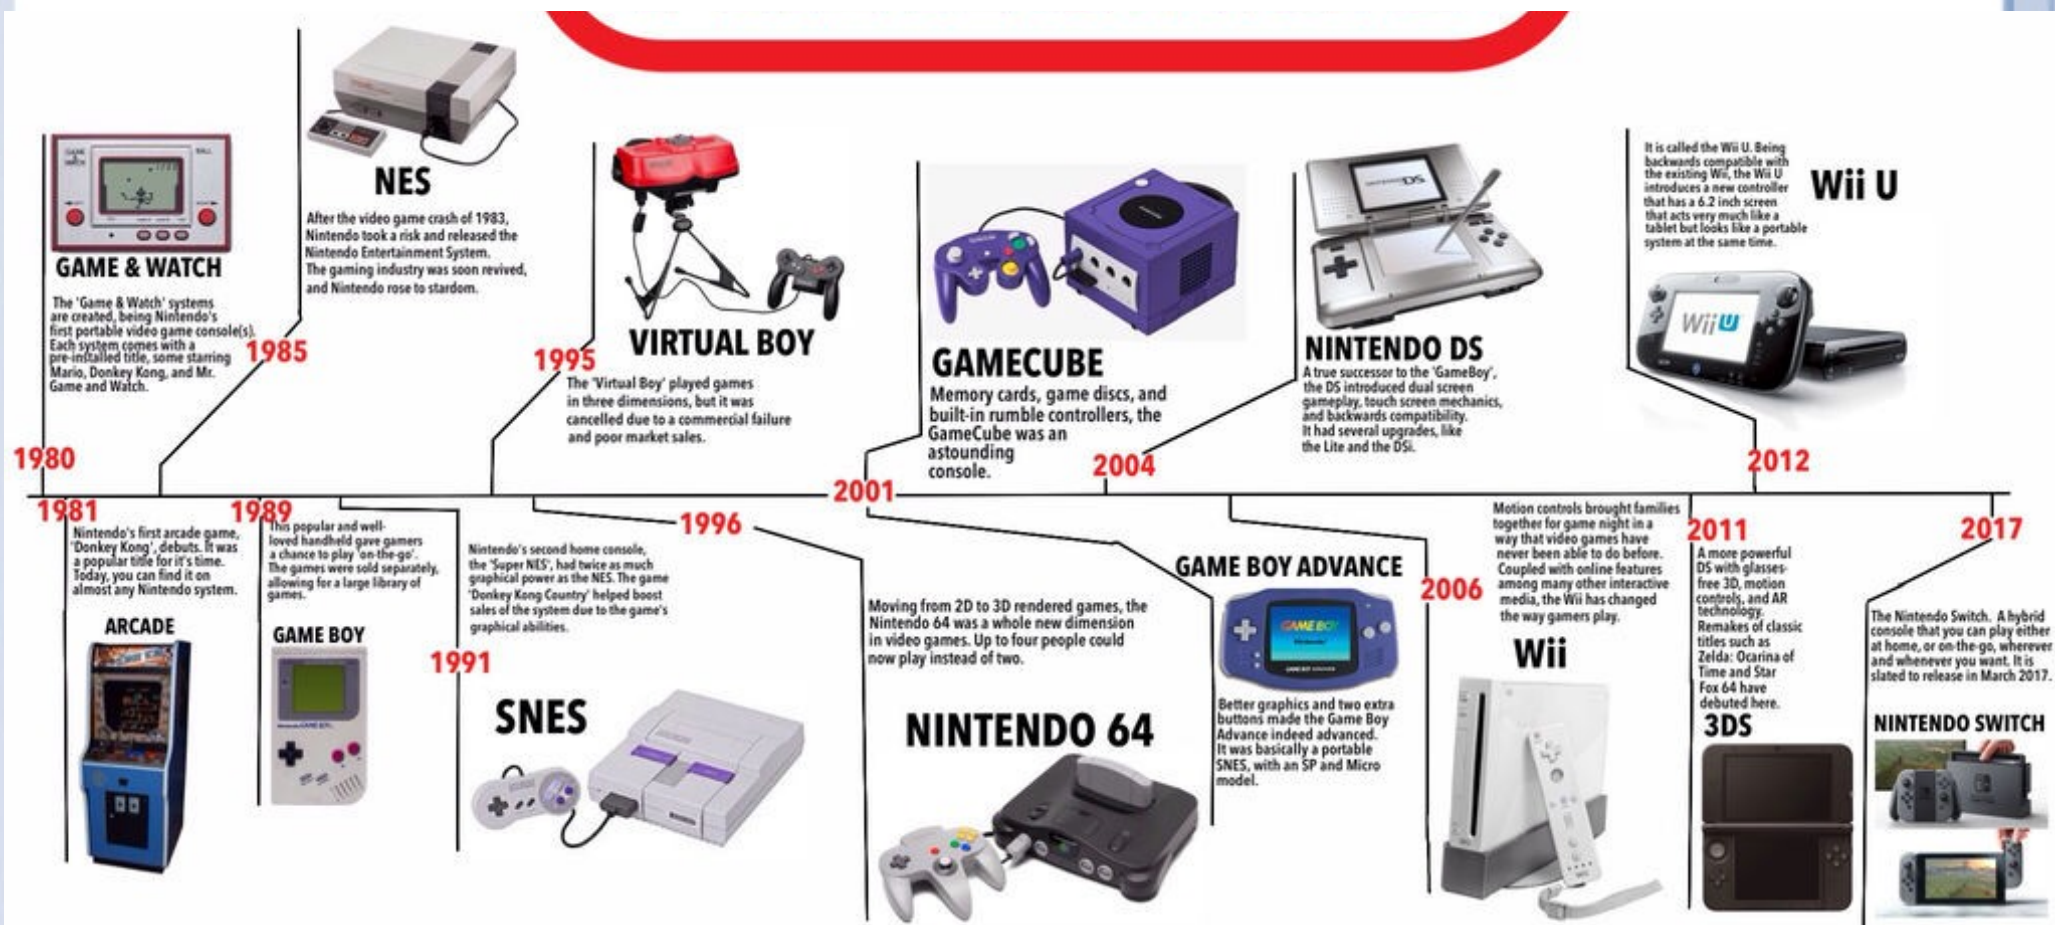 GAME & WATCH
The 'Game & Watch' systems
are created, being Nintendo's
first portable video game console(s).
Each system comes with a
pre-installed title, some starring
Mario, Donkey Kong, and Mr.
Game and Watch.
1980
NES
After the video game crash of 1983,
Nintendo took a risk and released the
Nintendo Entertainment System.
The gaming industry was soon revived,
and Nintendo rose to stardom.
1985
VIRTUAL BOY
1995
The 'Virtual Boy' played games
in three dimensions, but it was
cancelled due to a commercial failure
and poor market sales.
GAMECUBE
Memory cards, game discs, and
built-in rumble controllers, the
GameCube was an
astounding
console.
2001
NINTENDO DS
NINTENDO DS
A true successor to the 'GameBoy',
the DS introduced dual screen
gameplay, touch screen mechanics,
and backwards compatibility.
It had several upgrades, like
the Lite and the DSi.
2004
It is called the Wii U. Being
backwards compatible with
the existing Wii, the Wii U
introduces a new controller
that has a 6.2 inch screen
that acts very much like a
tablet but looks like a portable
system at the same time.
Wii U
Wii U
2012
1981
Nintendo's first arcade game,
'Donkey Kong', debuts. It was
a popular title for it's time.
Today, you can find it on
almost any Nintendo system.
ARCADE
1989
This popular and well-
loved handheld gave gamers
a chance to play 'on-the-go'.
The games were sold separately,
allowing for a large library of
games.
GAME BOY
1991
Nintendo's second home console,
the 'Super NES', had twice as much
graphical power as the NES. The game
'Donkey Kong Country' helped boost
sales of the system due to the game's
graphical abilities.
SNES
1996
Moving from 2D to 3D rendered games, the
Nintendo 64 was a whole new dimension
in video games. Up to four people could
now play instead of two.
NINTENDO 64
GAME BOY ADVANCE
GAME BOY
Better graphics and two extra
buttons made the Game Boy
Advance indeed advanced.
It was basically a portable
SNES, with an SP and Micro
model.
2006
Motion controls brought families
together for game night in a
way that video games have
never been able to do before.
Coupled with online features
among many other interactive
media, the Wii has changed
the way gamers play.
Wii
2011
A more powerful
DS with glasses-
free 3D, motion
controls, and AR
technology.
Remakes of classic
titles such as
Zelda: Ocarina of
Time and Star
Fox 64 have
debuted here.
3DS
2017
The Nintendo Switch. A hybrid
console that you can play either
at home, or on-the-go, wherever
and whenever you want. It is
slated to release in March 2017.
NINTENDO SWITCH